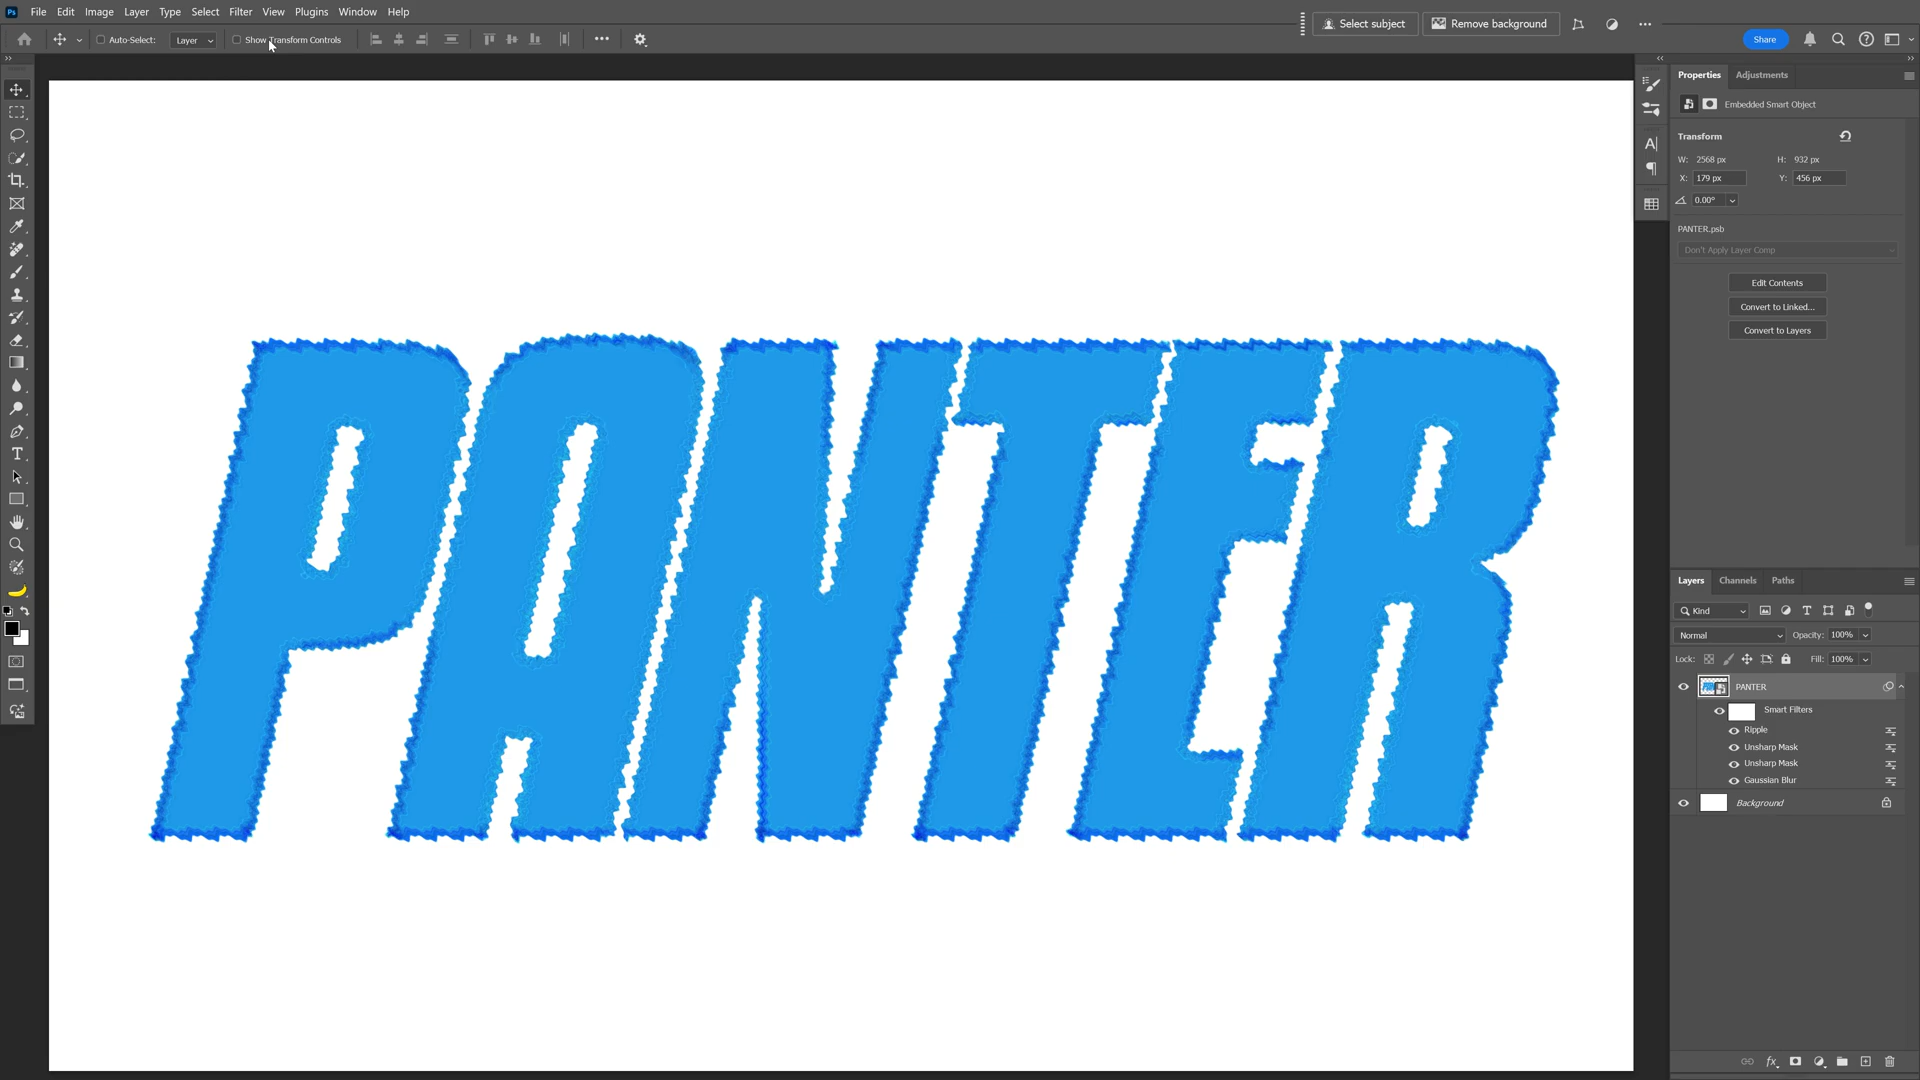 Ps File Edit Image Layer Type Select Filter View Plugins Window Help
Select subject Remove background
Auto-Select: Layer Show Transform Controls
Share
Properties Adjustments
Embedded Smart Object
Transform
W: 2568 px H: 932 px
X: 179 px Y: 456 px
0.00°
PANTER.psb
Don't Apply Layer Comp
Edit Contents
Convert to Linked...
Convert to Layers
PANTER
Layers Channels Paths
Kind
Normal Opacity: 100%
Lock: Fill: 100%
PANTER
Smart Filters
Ripple
Unsharp Mask
Unsharp Mask
Gaussian Blur
Background
fx